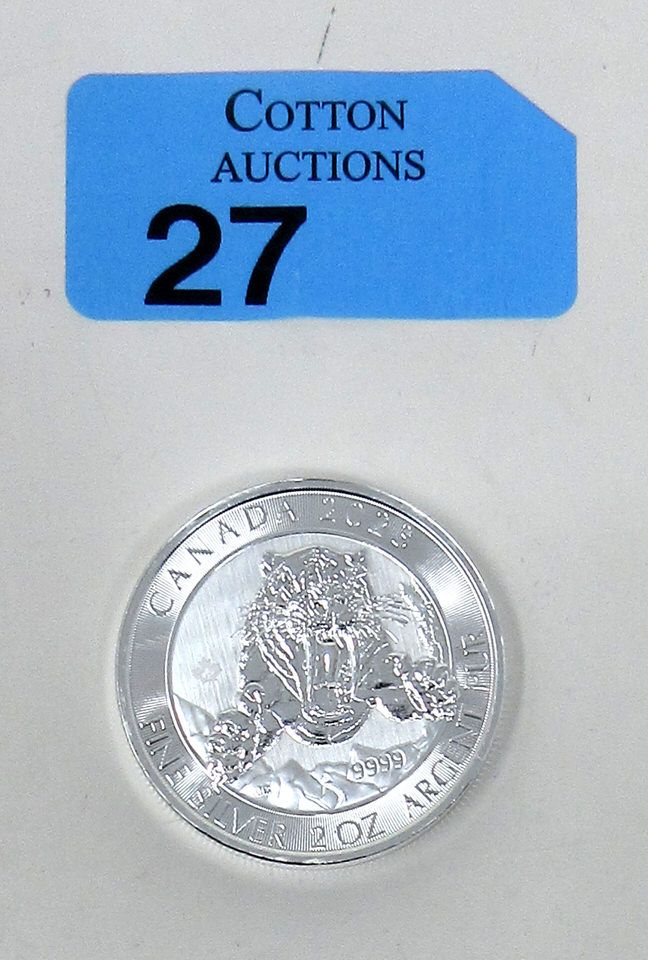 COTTON
AUCTIONS
27
CANADA 2023
9999
FINE SILVER 2 OZ ARGENT PUR